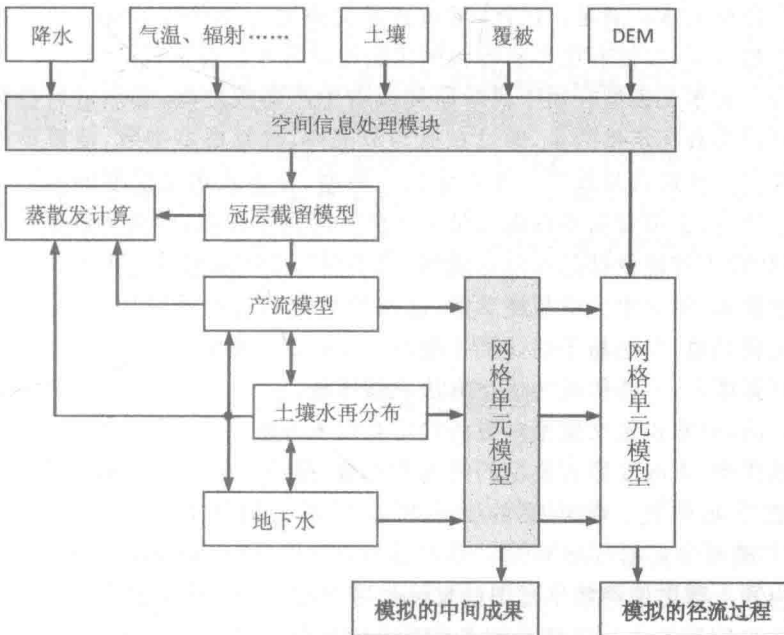 降水
气温、辐射……
土壤
覆被
DEM
空间信息处理模块
蒸散发计算
冠层截留模型
产流模型
土壤水再分布
地下水
网格单元模型
网格单元模型
模拟的中间成果
模拟的径流过程